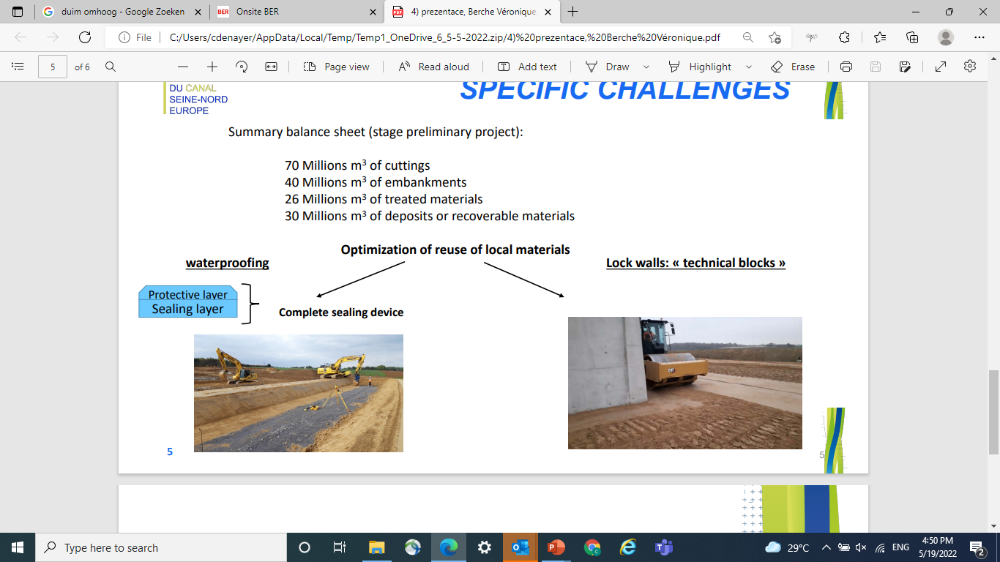 duim omhoog - Google Zoeken
BER Onsite BER
PDF 4) prezentace, Berche Véronique
File C:/Users/cdenayer/AppData/Local/Temp/Temp1_OneDrive_6_5-5-2022.zip/4)%20prezentace,%20Berche%20Véronique.pdf
5 of 6 Page view Read aloud Add text Draw Highlight Erase
DU CANAL
SEINE-NORD
EUROPE
SPECIFIC CHALLENGES
Summary balance sheet (stage preliminary project):
70 Millions m³ of cuttings
40 Millions m³ of embankments
26 Millions m³ of treated materials
30 Millions m³ of deposits or recoverable materials
Optimization of reuse of local materials
waterproofing
Lock walls: « technical blocks »
Protective layer
Sealing layer
Complete sealing device
CAT
5
5
Type here to search
29°C ENG
4:50 PM
5/19/2022
2